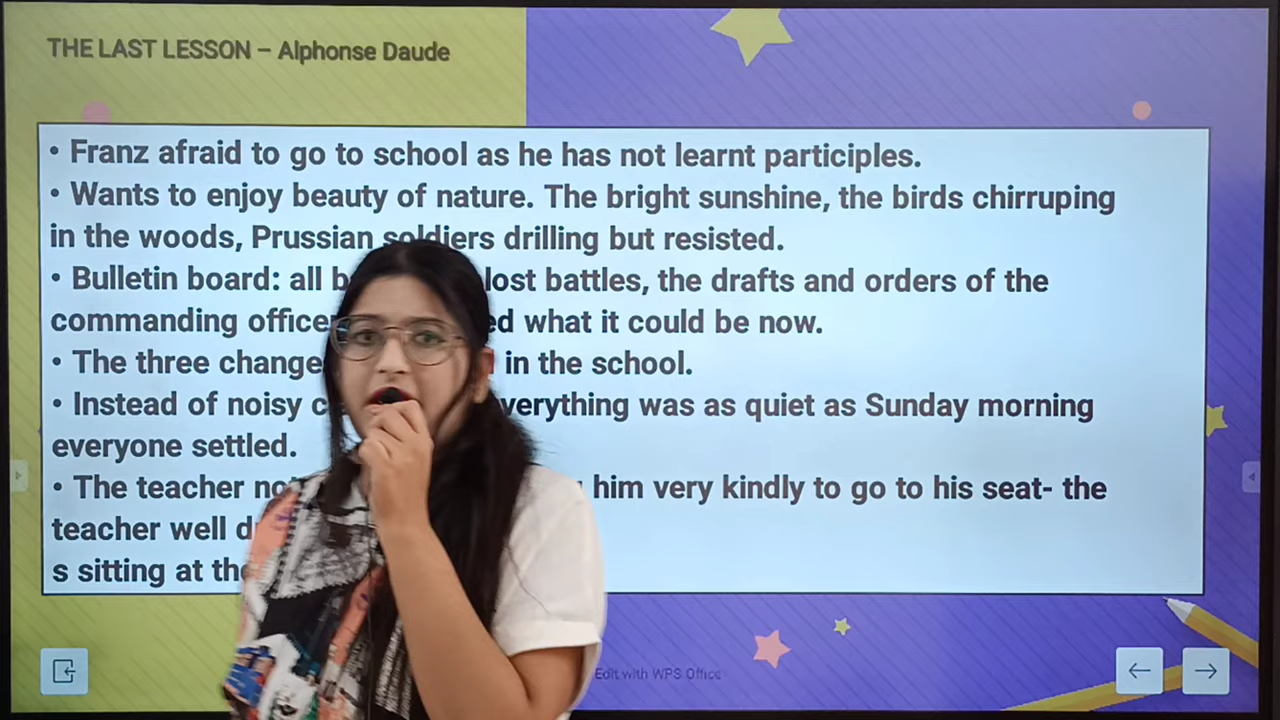 THE LAST LESSON – Alphonse Daude
• Franz afraid to go to school as he has not learnt participles.
• Wants to enjoy beauty of nature. The bright sunshine, the birds chirruping
in the woods, Prussian soldiers drilling but resisted.
• Bulletin board: all lost battles, the drafts and orders of the
commanding what it could be now.
• The three in the school.
• Instead of noisy everything was as quiet as Sunday morning
everyone settled.
• The teacher him very kindly to go to his seat- the
teacher well
s sitting at
Edit with WPS Office